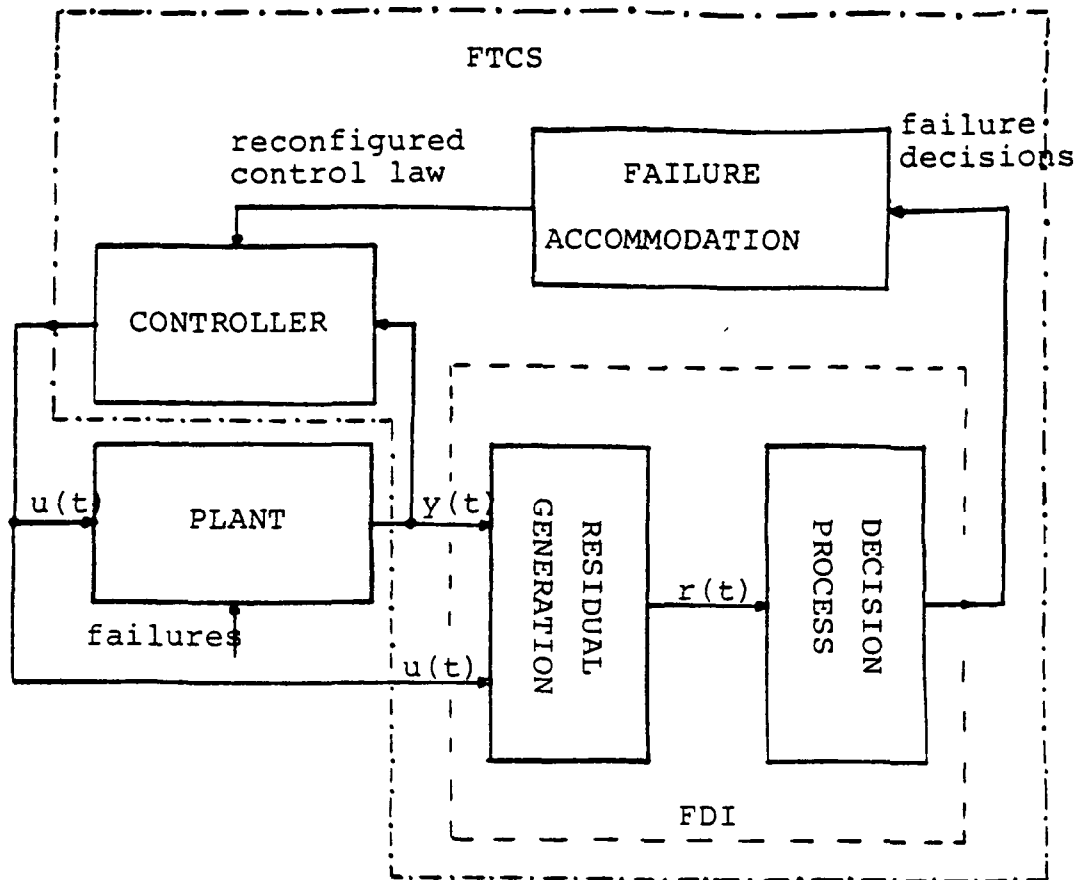 FTCS
reconfigured
control law
FAILURE
ACCOMMODATION
failure
decisions
CONTROLLER
u(t)
PLANT
y(t)
failures
u(t)
RESIDUAL
GENERATION
r(t)
DECISION
PROCESS
FDI